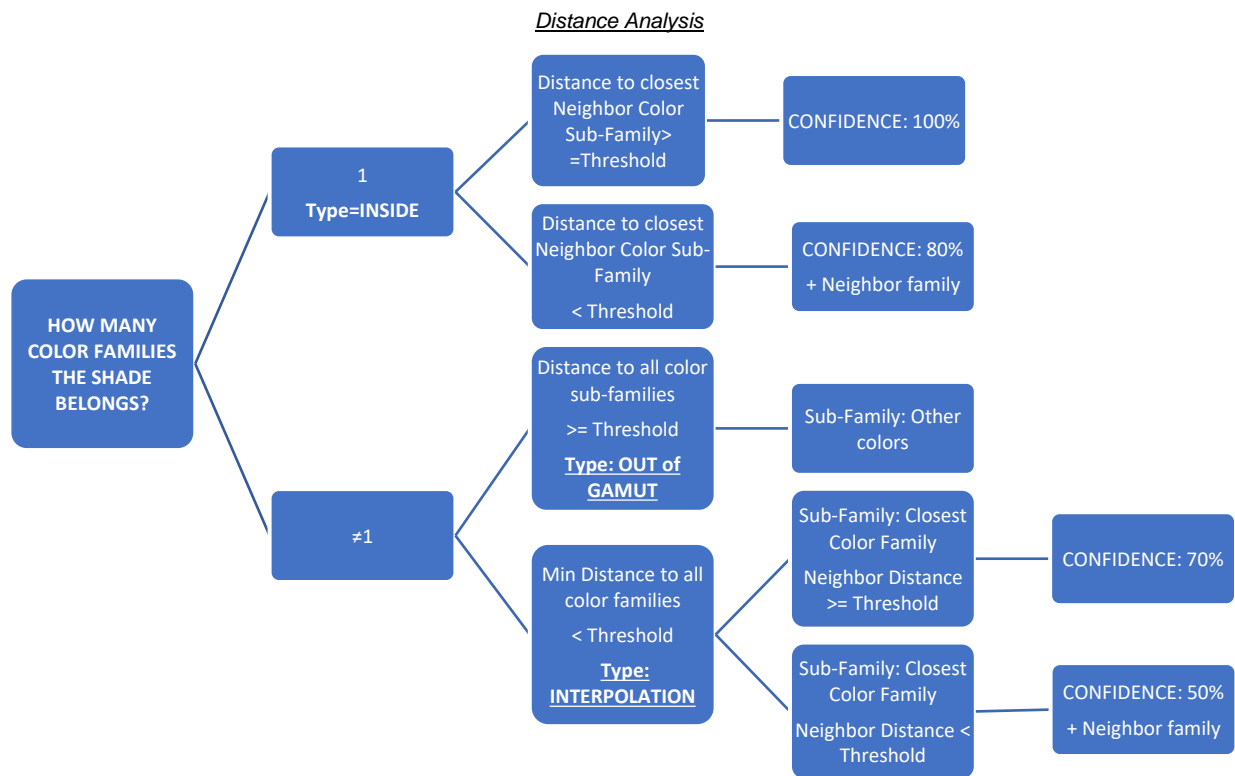 Distance Analysis
HOW MANY
COLOR FAMILIES
THE SHADE
BELONGS?
1
Type=INSIDE
Distance to closest
Neighbor Color
Sub-Family>
=Threshold
CONFIDENCE: 100%
Distance to closest
Neighbor Color Sub-
Family
< Threshold
CONFIDENCE: 80%
+ Neighbor family
≠1
Distance to all color
sub-families
>= Threshold
Type: OUT of
GAMUT
Sub-Family: Other
colors
Min Distance to all
color families
< Threshold
Type:
INTERPOLATION
Sub-Family: Closest
Color Family
Neighbor Distance
>= Threshold
CONFIDENCE: 70%
Sub-Family: Closest
Color Family
Neighbor Distance <
Threshold
CONFIDENCE: 50%
+ Neighbor family